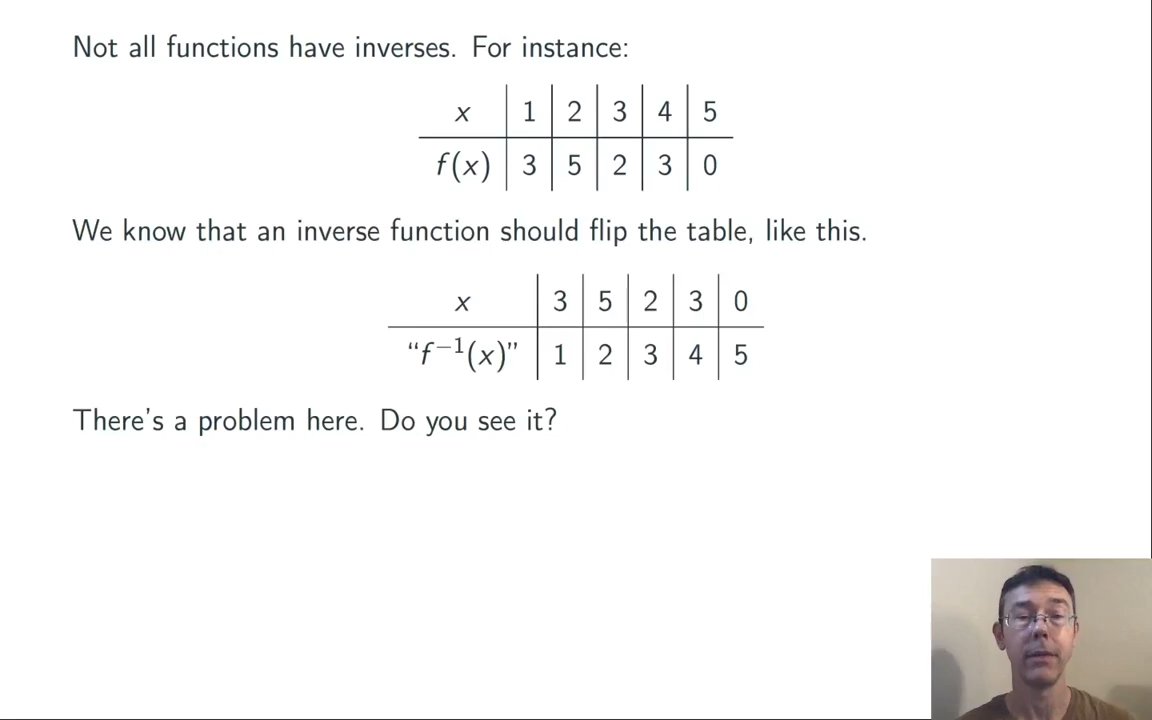 Not all functions have inverses. For instance:
x 1 2 3 4 5
f(x) 3 5 2 3 0
We know that an inverse function should flip the table, like this.
x 3 5 2 3 0
“f⁻¹(x)” 1 2 3 4 5
There's a problem here. Do you see it?